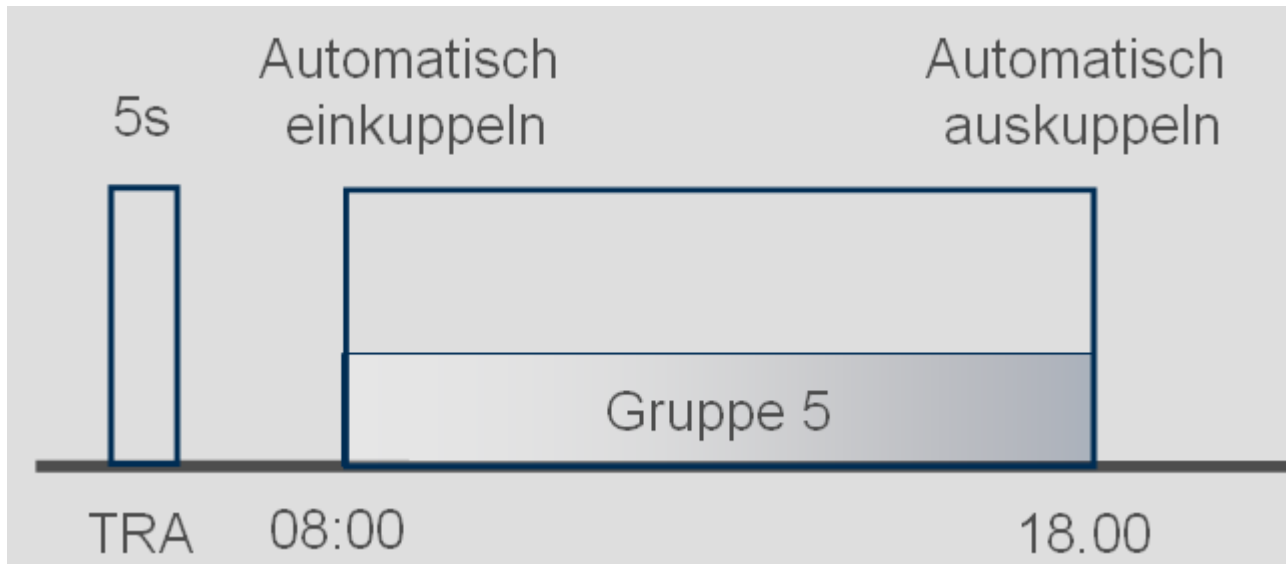 5s
Automatisch
einkuppeln
Automatisch
auskuppeln
Gruppe 5
TRA
08:00
18.00